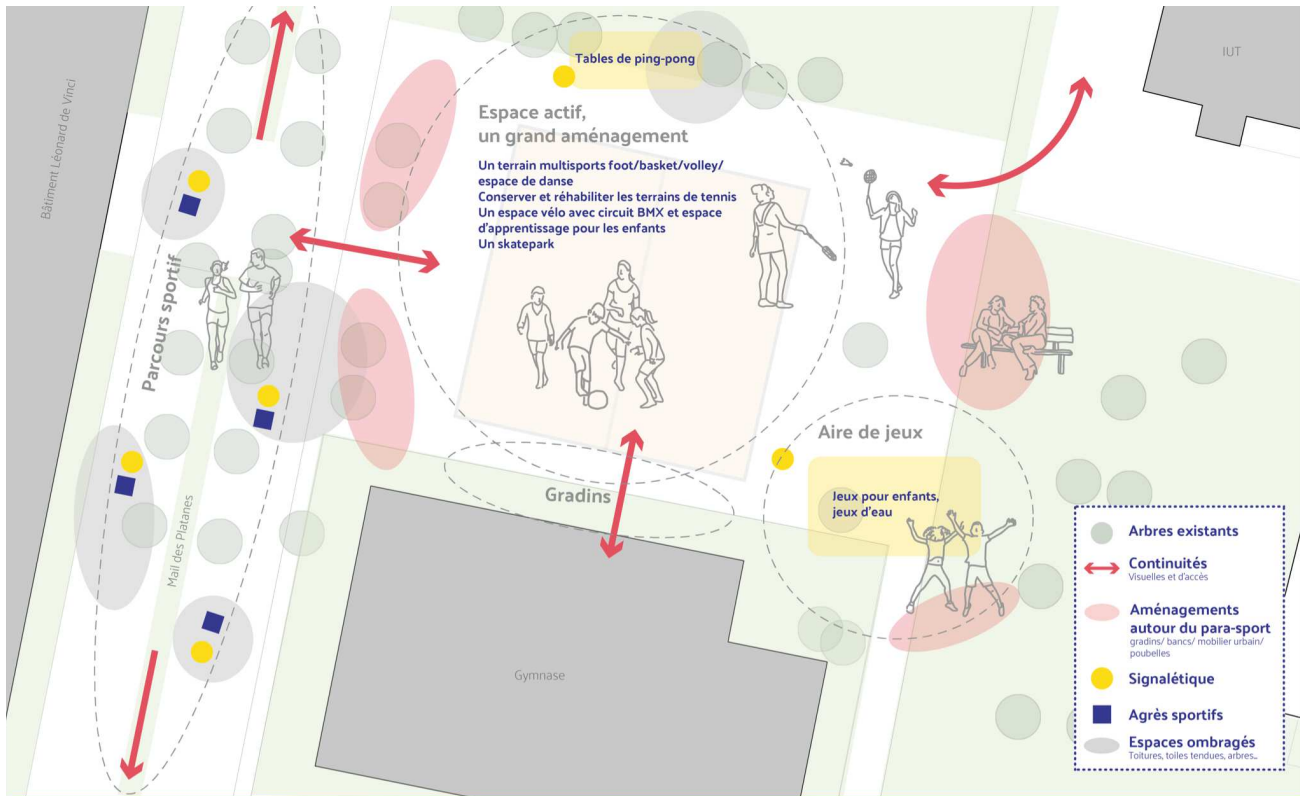 Bâtiment Léonard de Vinci
Parcours sportif
Mail des Platanes
Tables de ping-pong
Espace actif,
un grand aménagement
Un terrain multisports foot/basket/volley/
espace de danse
Conserver et réhabiliter les terrains de tennis
Un espace vélo avec circuit BMX et espace
d'apprentissage pour les enfants
Un skatepark
IUT
Gradins
Gymnase
Aire de jeux
Jeux pour enfants,
jeux d'eau
Arbres existants
Continuités
Visuelles et d'accès
Aménagements
autour du para-sport
gradins/ bancs/ mobilier urbain/
poubelles
Signalétique
Agrès sportifs
Espaces ombragés
Toitures, toiles tendues, arbres...